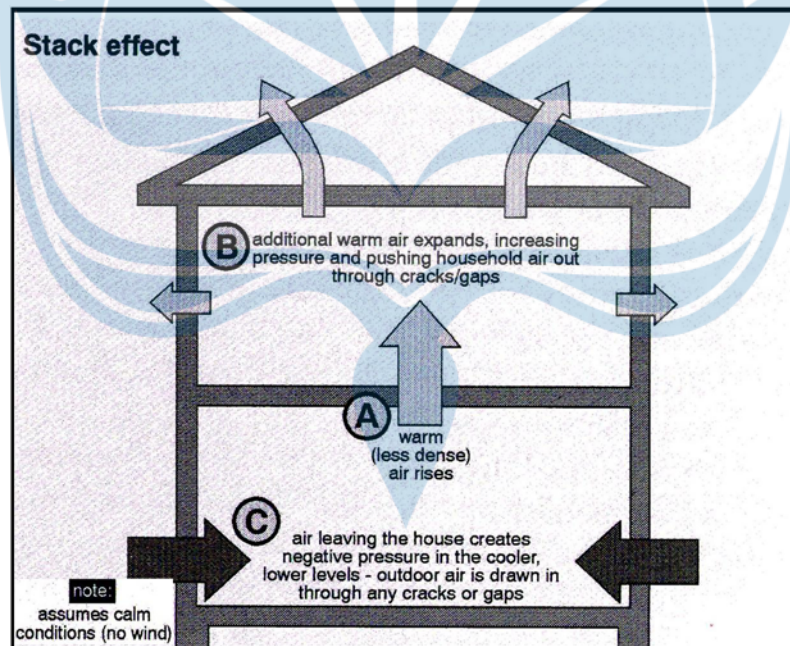 Stack effect
B
additional warm air expands, increasing
pressure and pushing household air out
through cracks/gaps
A
warm
(less dense)
air rises
C
air leaving the house creates
negative pressure in the cooler,
lower levels - outdoor air is drawn in
through any cracks or gaps
note:
assumes calm
conditions (no wind)